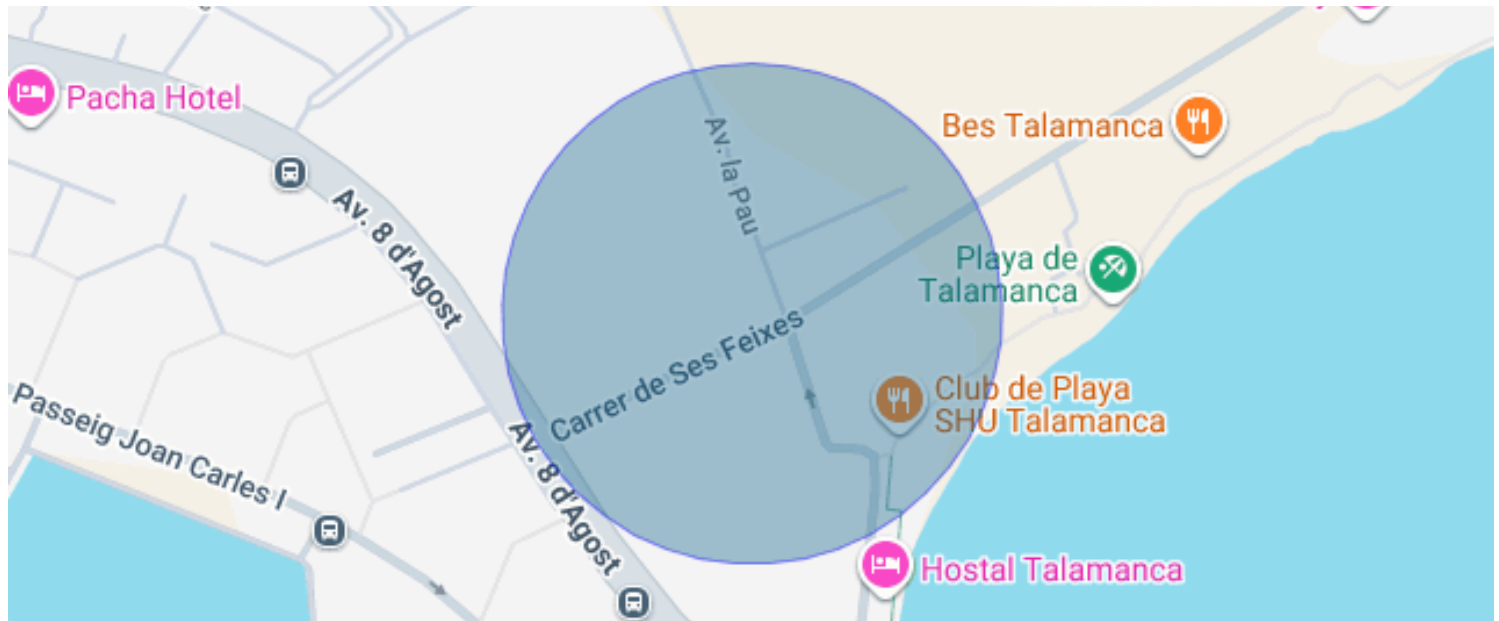 Pacha Hotel
Av. la Pau
Bes Talamanca
Av. 8 d'Agost
Playa de
Talamanca
Carrer de Ses Feixes
Club de Playa
SHU Talamanca
Passeig Joan Carles I
Av. 8 d'Agost
Hostal Talamanca